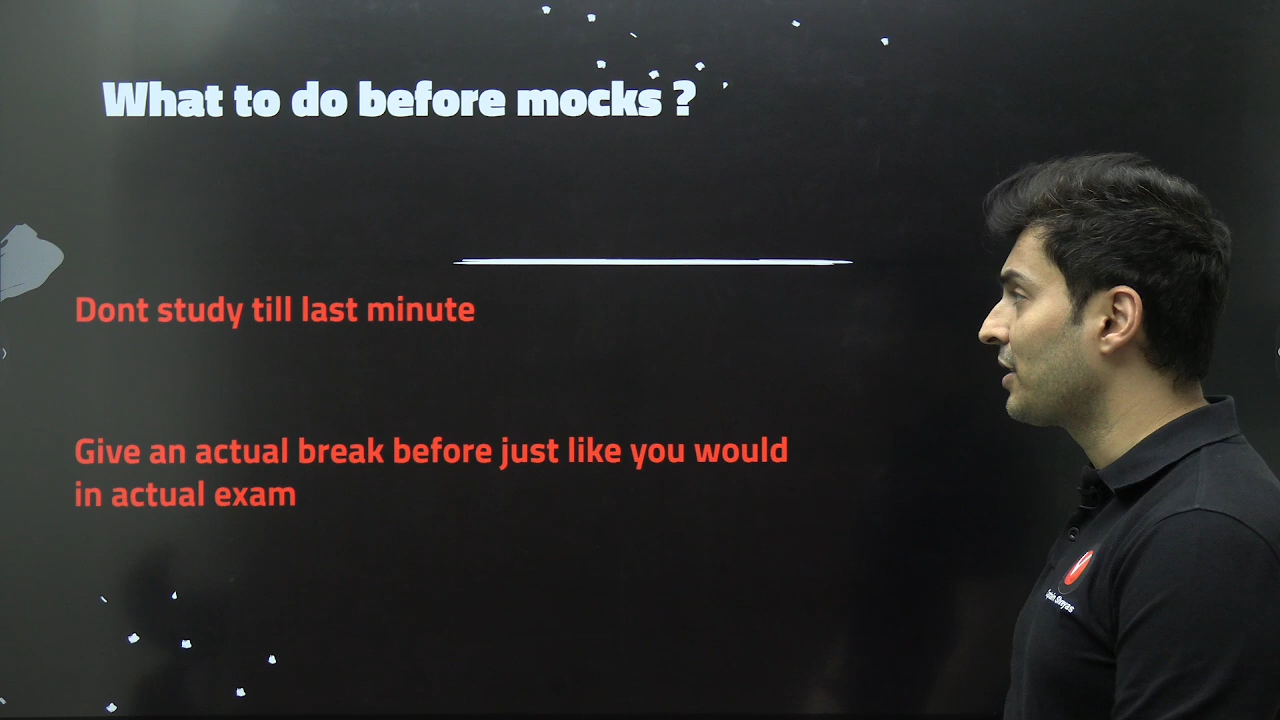 What to do before mocks ?
Dont study till last minute
Give an actual break before just like you would
in actual exam